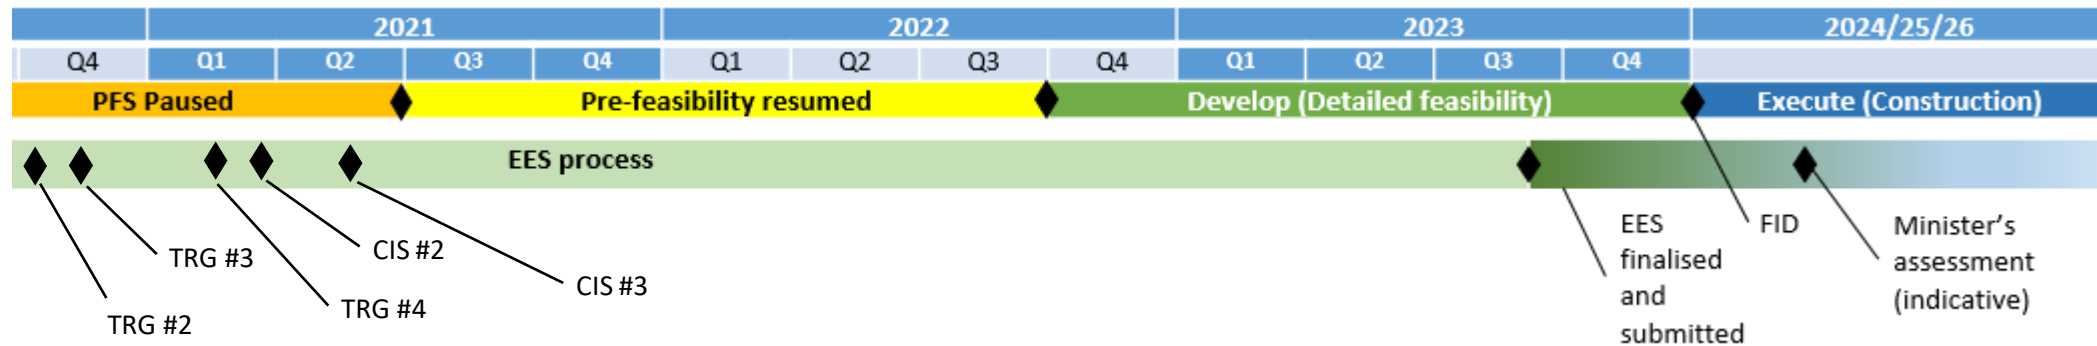 2021 2022 2023 2024/25/26
Q4 Q1 Q2 Q3 Q4 Q1 Q2 Q3 Q4 Q1 Q2 Q3 Q4
PFS Paused Pre-feasibility resumed Develop (Detailed feasibility) Execute (Construction)
EES process
TRG #2
TRG #3
TRG #4
CIS #2
CIS #3
EES
finalised
and
submitted
FID
Minister's
assessment
(indicative)